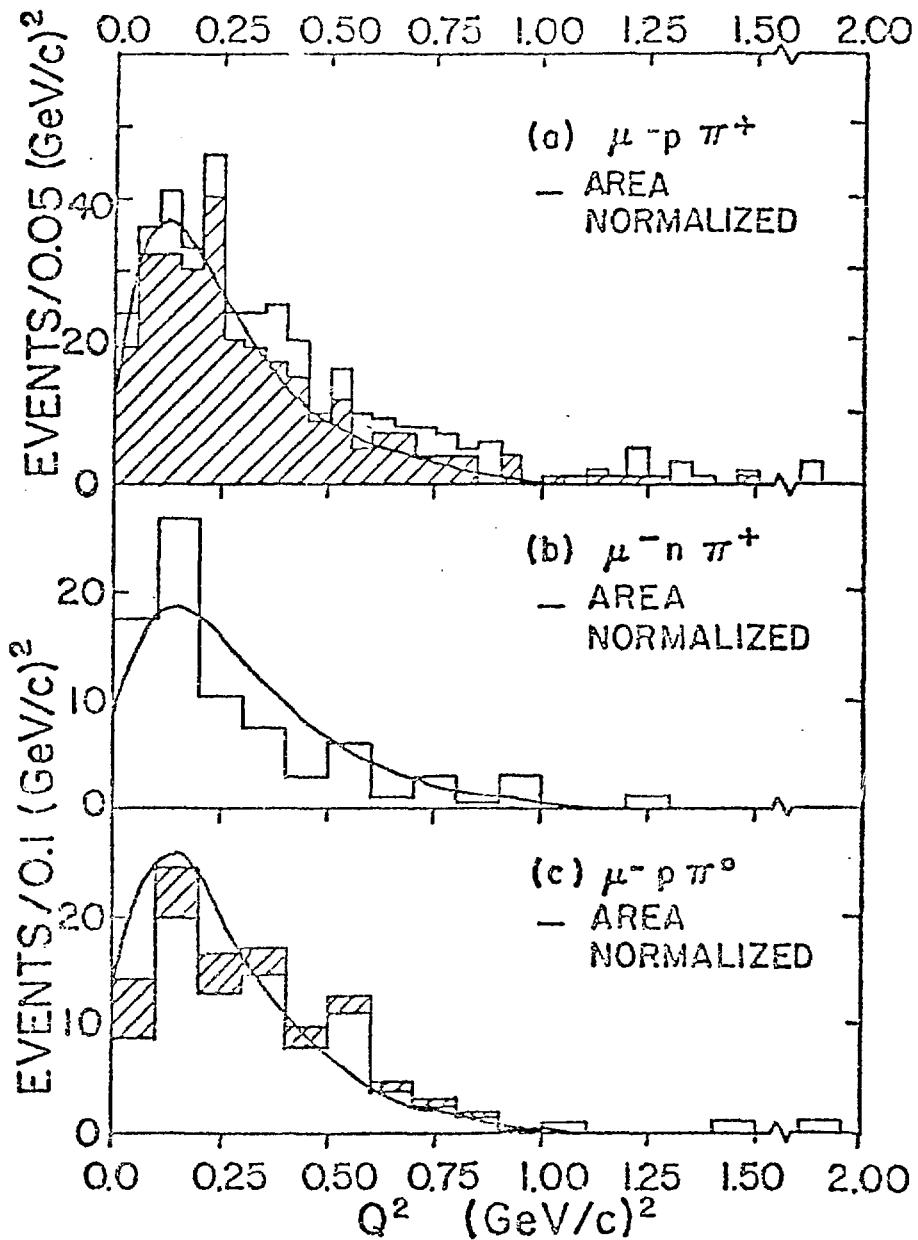 0.0 0.25 0.50 0.75 1.00 1.25 1.50 2.00
EVENTS/0.05 (GeV/c)²
40
20
0
(a) μ-p π+
— AREA
NORMALIZED
EVENTS/0.1 (GeV/c)²
20
10
0
(b) μ-n π+
— AREA
NORMALIZED
20
10
0
(c) μ- p π°
— AREA
NORMALIZED
0.0 0.25 0.50 0.75 1.00 1.25 1.50 2.00
Q² (GeV/c)²